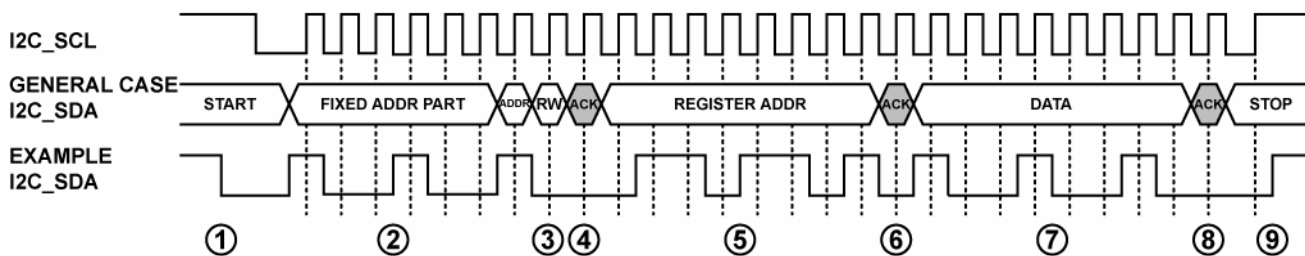 I2C_SCL
GENERAL CASE
I2C_SDA
START FIXED ADDR PART ADDR RW ACK REGISTER ADDR ACK DATA ACK STOP
EXAMPLE
I2C_SDA
① ② ③ ④ ⑤ ⑥ ⑦ ⑧ ⑨